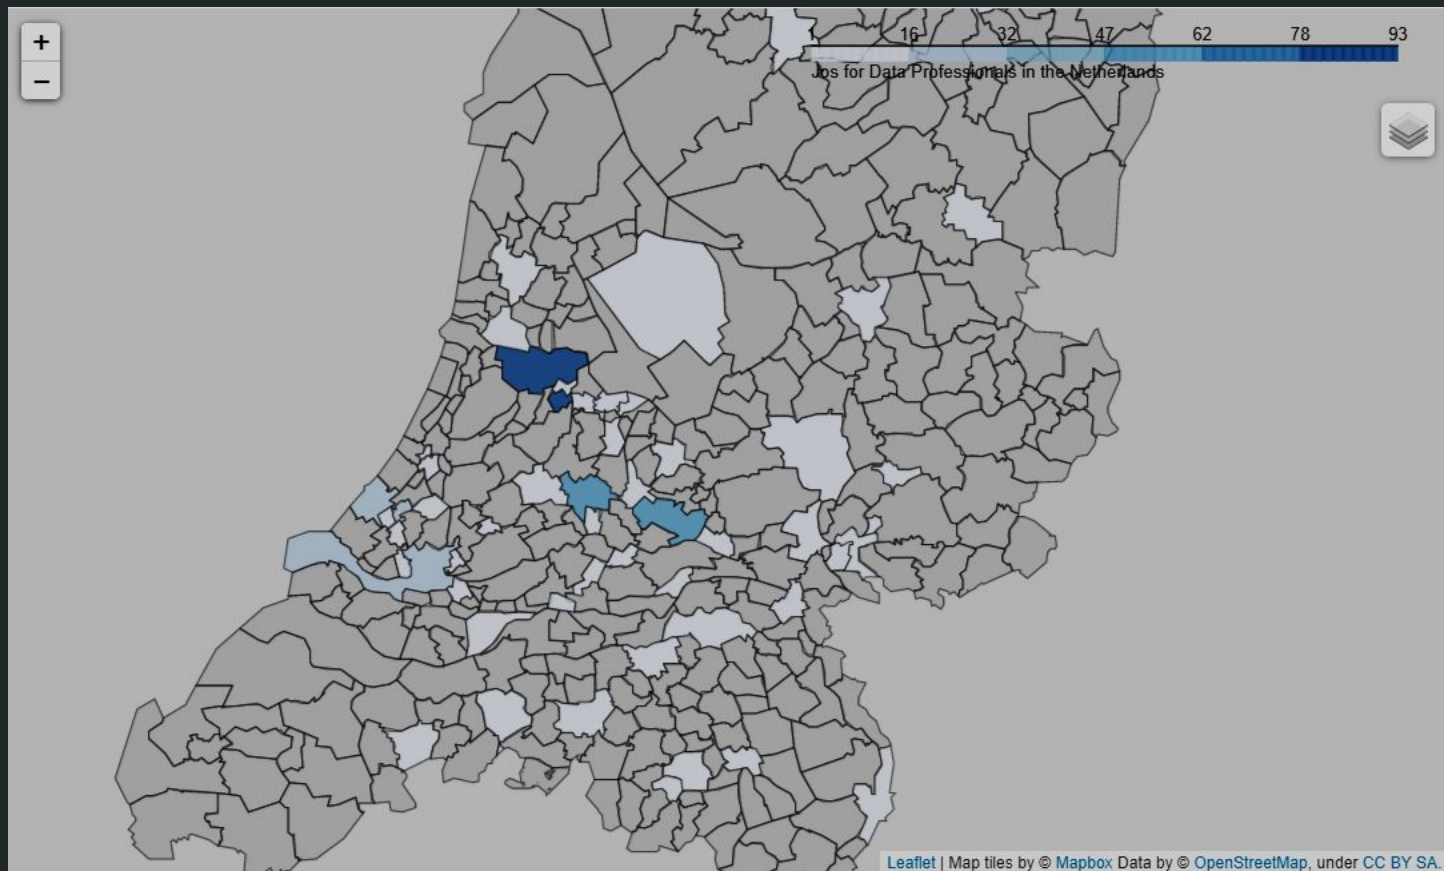 +
−
1 16 32 47 62 78 93
Jos for Data Professionals in the Netherlands
Leaflet | Map tiles by © Mapbox Data by © OpenStreetMap, under CC BY SA.